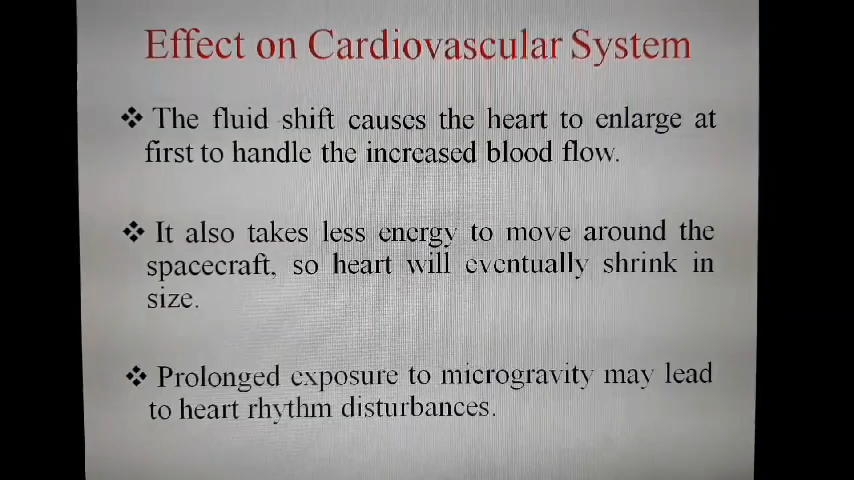 Effect on Cardiovascular System
❖ The fluid shift causes the heart to enlarge at
first to handle the increased blood flow.
❖ It also takes less energy to move around the
spacecraft, so heart will eventually shrink in
size.
❖ Prolonged exposure to microgravity may lead
to heart rhythm disturbances.